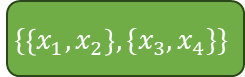 {{x₁, x₂}, {x₃, x₄}}